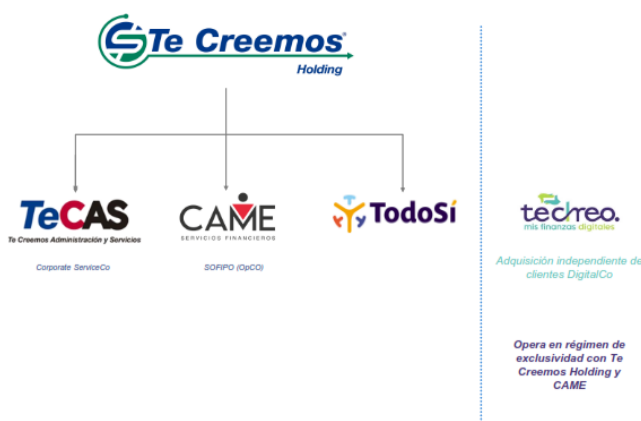 Te Creemos
Holding
TeCAS
Te Creemos Administración y Servicios
Corporate ServiceCo
CAME
SERVICIOS FINANCIEROS
SOFIPO (OpCO)
TodoSí
techreo.
mis finanzas digitales
Adquisición independiente de
clientes DigitalCo
Opera en régimen de
exclusividad con Te
Creemos Holding y
CAME